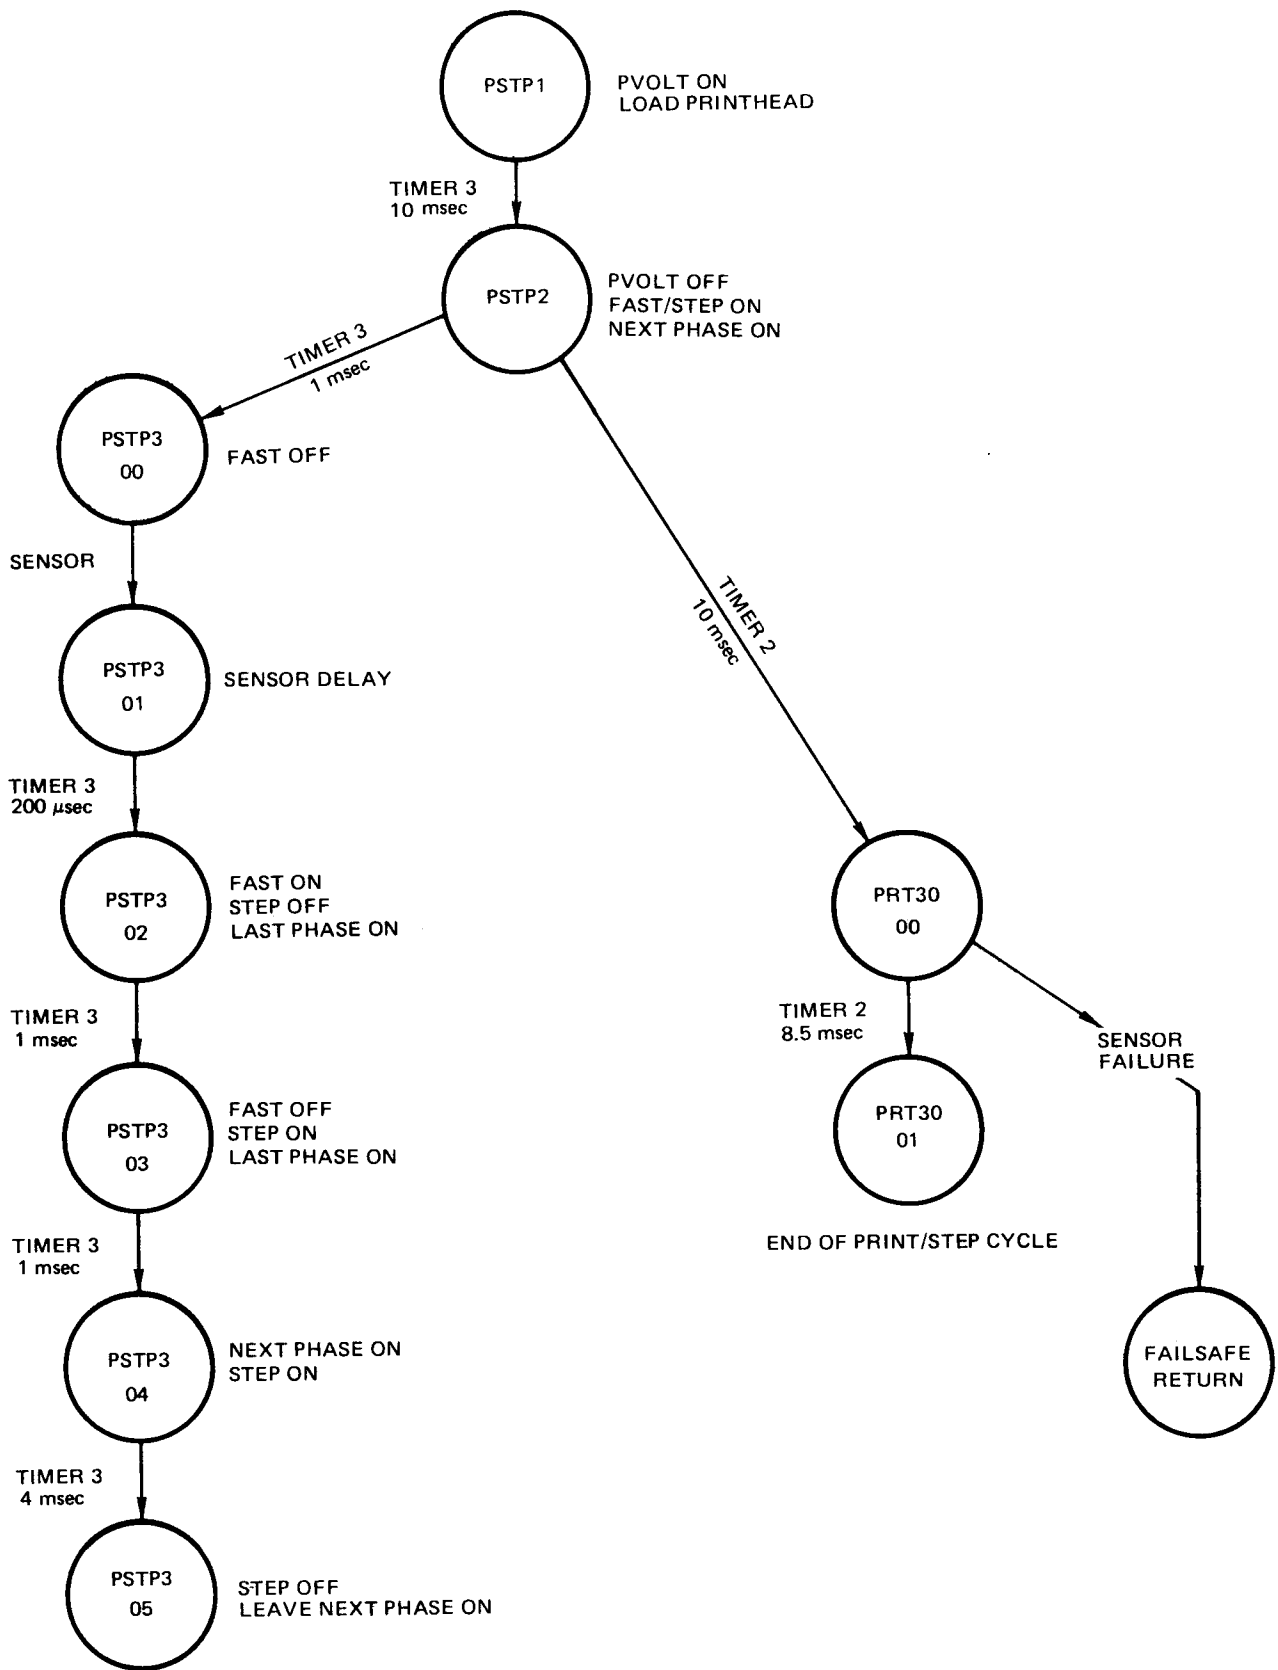 PSTP1
PVOLT ON
LOAD PRINTHEAD
TIMER 3
10 msec
PSTP2
PVOLT OFF
FAST/STEP ON
NEXT PHASE ON
TIMER 3
1 msec
PSTP3
00
FAST OFF
SENSOR
PSTP3
01
SENSOR DELAY
TIMER 3
200 μsec
PSTP3
02
FAST ON
STEP OFF
LAST PHASE ON
TIMER 3
1 msec
PSTP3
03
FAST OFF
STEP ON
LAST PHASE ON
TIMER 3
1 msec
PSTP3
04
NEXT PHASE ON
STEP ON
TIMER 3
4 msec
PSTP3
05
STEP OFF
LEAVE NEXT PHASE ON
TIMER 2
10 msec
PRT30
00
TIMER 2
8.5 msec
PRT30
01
END OF PRINT/STEP CYCLE
SENSOR
FAILURE
FAILSAFE
RETURN